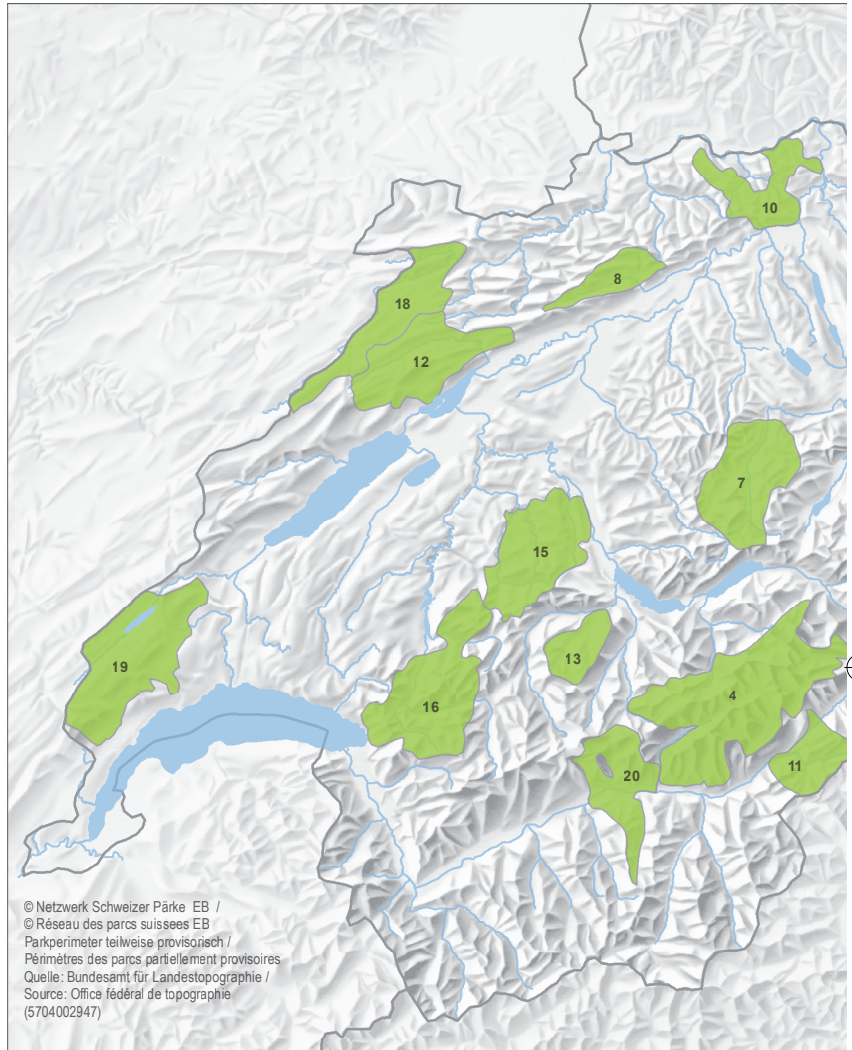 10
8
18
12
7
15
13
19
16
4
11
20
© Netzwerk Schweizer Pärke EB /
© Réseau des parcs suissees EB
Parkperimeter teilweise provisorisch /
Périmètres des parcs partiellement provisoires
Quelle: Bundesamt für Landestopographie /
Source: Office fédéral de topographie
(5704002947)